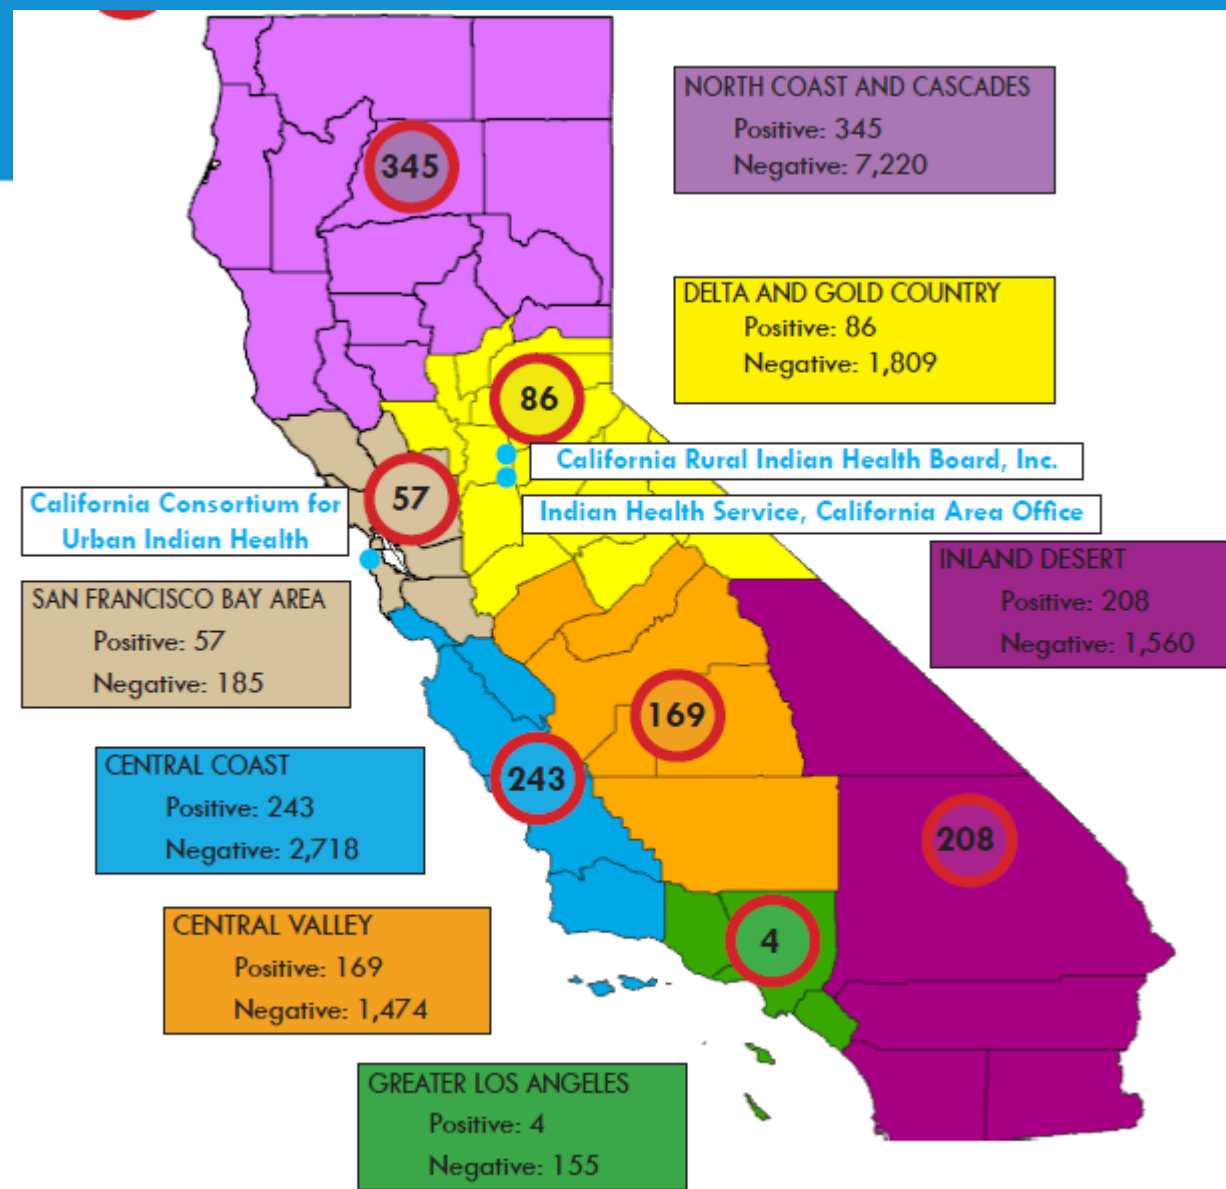 NORTH COAST AND CASCADES
Positive: 345
Negative: 7,220
345
DELTA AND GOLD COUNTRY
Positive: 86
Negative: 1,809
86
California Rural Indian Health Board, Inc.
Indian Health Service, California Area Office
57
California Consortium for
Urban Indian Health
SAN FRANCISCO BAY AREA
Positive: 57
Negative: 185
INLAND DESERT
Positive: 208
Negative: 1,560
169
243
CENTRAL COAST
Positive: 243
Negative: 2,718
208
CENTRAL VALLEY
Positive: 169
Negative: 1,474
4
GREATER LOS ANGELES
Positive: 4
Negative: 155